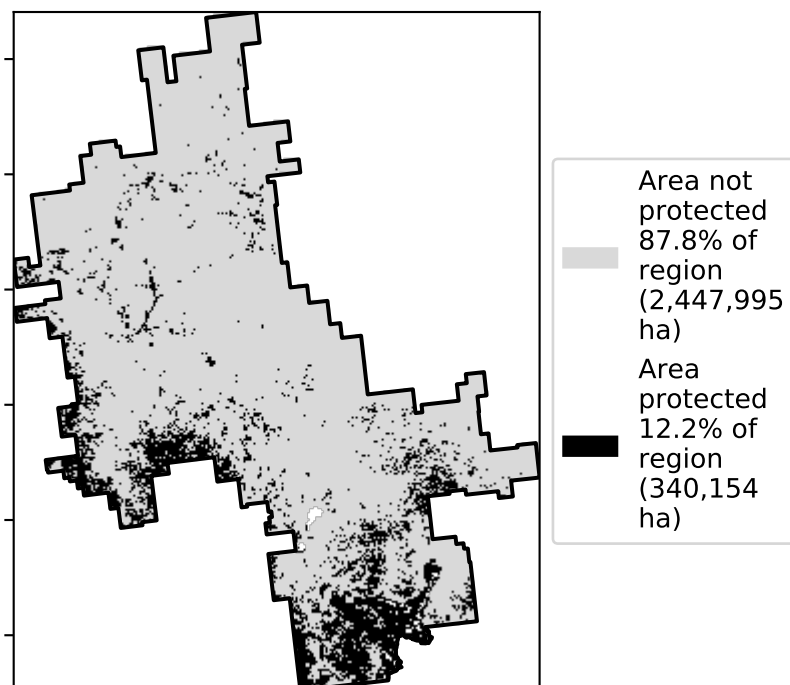 Area not
protected
87.8% of
region
(2,447,995
ha)
Area
protected
12.2% of
region
(340,154
ha)